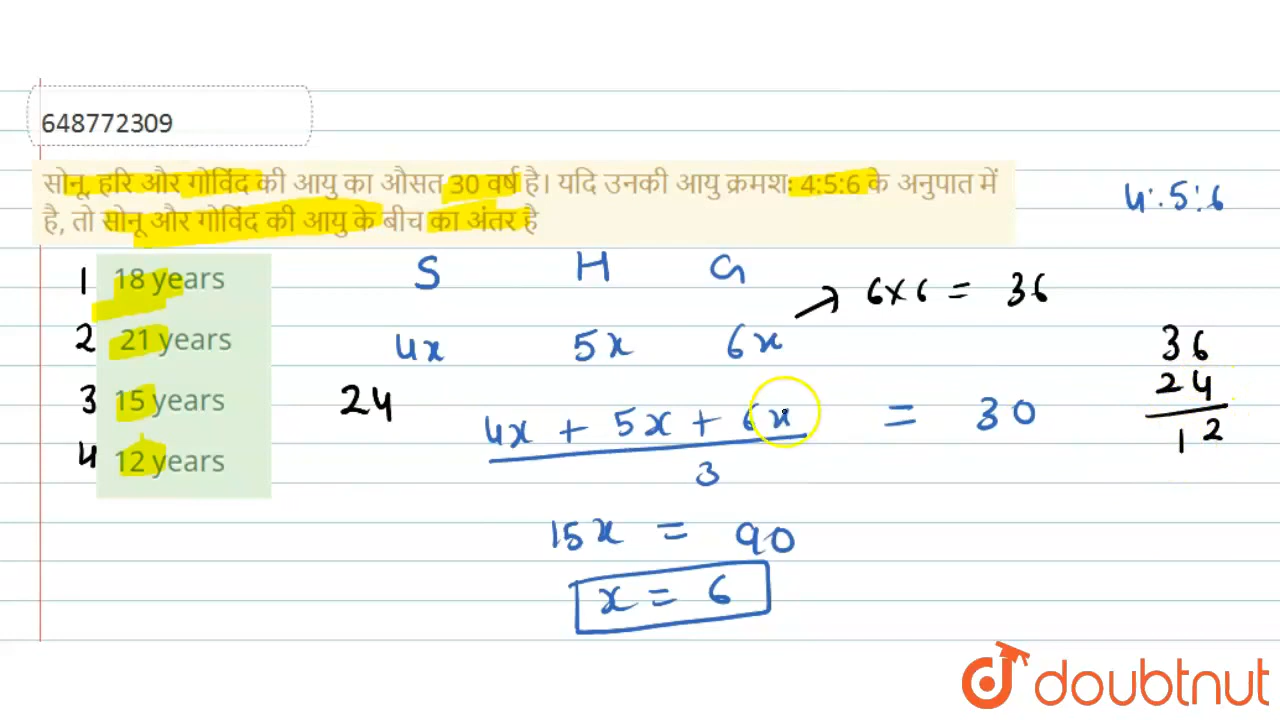 648772309
सोनू, हरि और गोविंद की आयु का औसत 30 वर्ष है। यदि उनकी आयु क्रमशः 4:5:6 के अनुपात में
है, तो सोनू और गोविंद की आयु के बीच का अंतर है
4:5:6
1 18 years
2 21 years
3 15 years
4 12 years
S H G
6x6 = 36
4x 5x 6x
24
4x + 5x + 6x = 30
3
15x = 90
x = 6
36
24
12
doubtnut